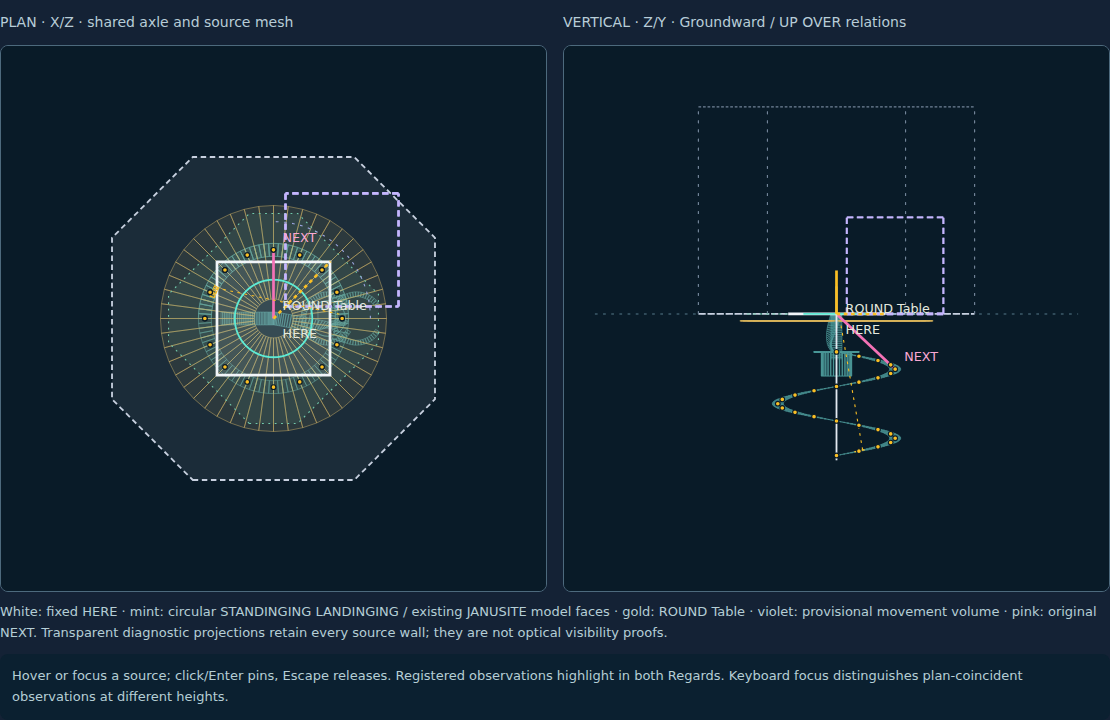 PLAN · X/Z · shared axle and source mesh
VERTICAL · Z/Y · Groundward / UP OVER relations
NEXT
ROUND Table
HERE
ROUND Table
HERE
NEXT
White: fixed HERE · mint: circular STANDINGING LANDINGING / existing JANUSITE model faces · gold: ROUND Table · violet: provisional movement volume · pink: original
NEXT. Transparent diagnostic projections retain every source wall; they are not optical visibility proofs.
Hover or focus a source; click/Enter pins, Escape releases. Registered observations highlight in both Regards. Keyboard focus distinguishes plan-coincident
observations at different heights.